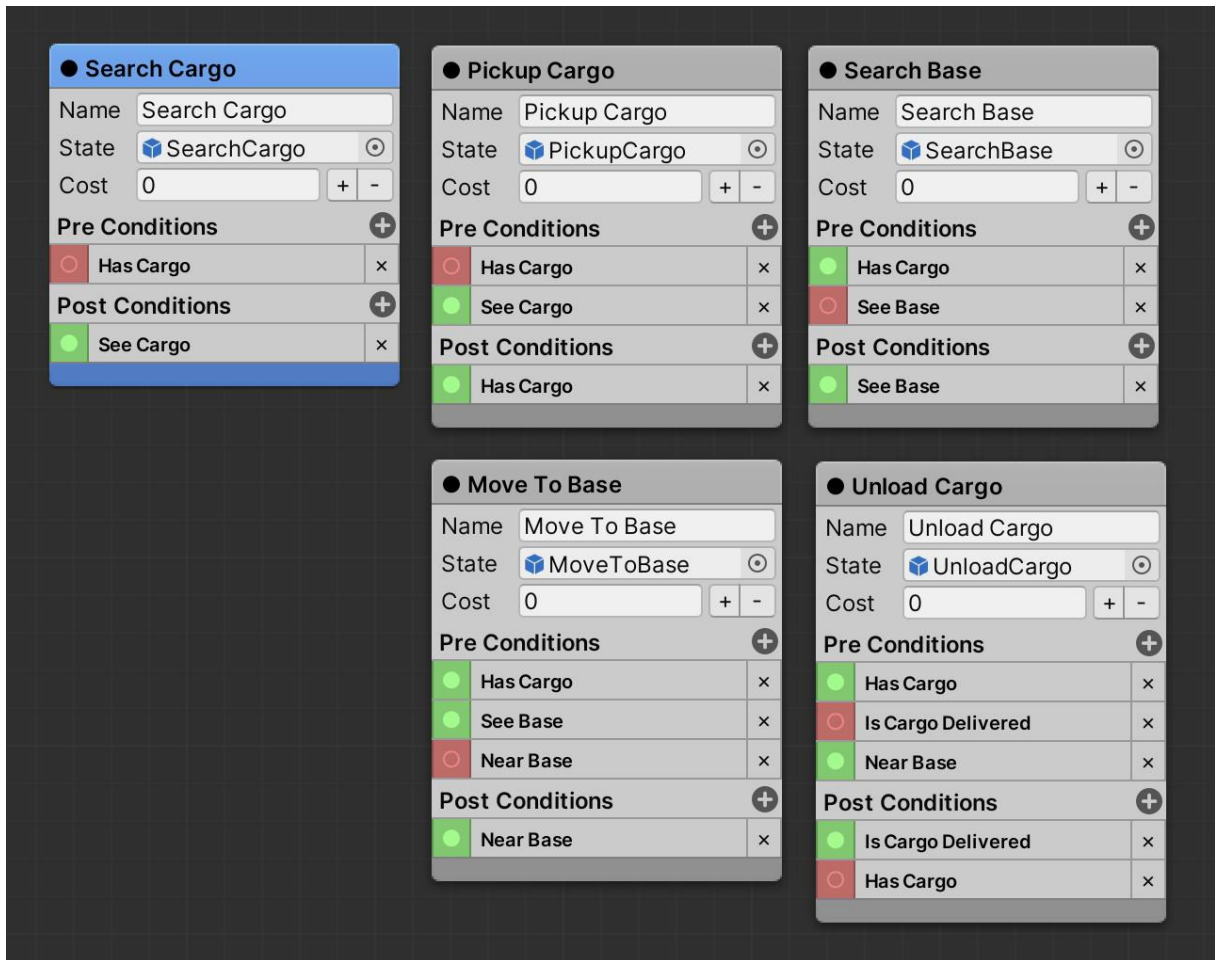 Search Cargo
Name Search Cargo
State SearchCargo
Cost 0 + -
Pre Conditions
Has Cargo ×
Post Conditions
See Cargo ×
Pickup Cargo
Name Pickup Cargo
State PickupCargo
Cost 0 + -
Pre Conditions
Has Cargo ×
See Cargo ×
Post Conditions
Has Cargo ×
Search Base
Name Search Base
State SearchBase
Cost 0 + -
Pre Conditions
Has Cargo ×
See Base ×
Post Conditions
See Base ×
Move To Base
Name Move To Base
State MoveToBase
Cost 0 + -
Pre Conditions
Has Cargo ×
See Base ×
Near Base ×
Post Conditions
Near Base ×
Unload Cargo
Name Unload Cargo
State UnloadCargo
Cost 0 + -
Pre Conditions
Has Cargo ×
Is Cargo Delivered ×
Near Base ×
Post Conditions
Is Cargo Delivered ×
Has Cargo ×